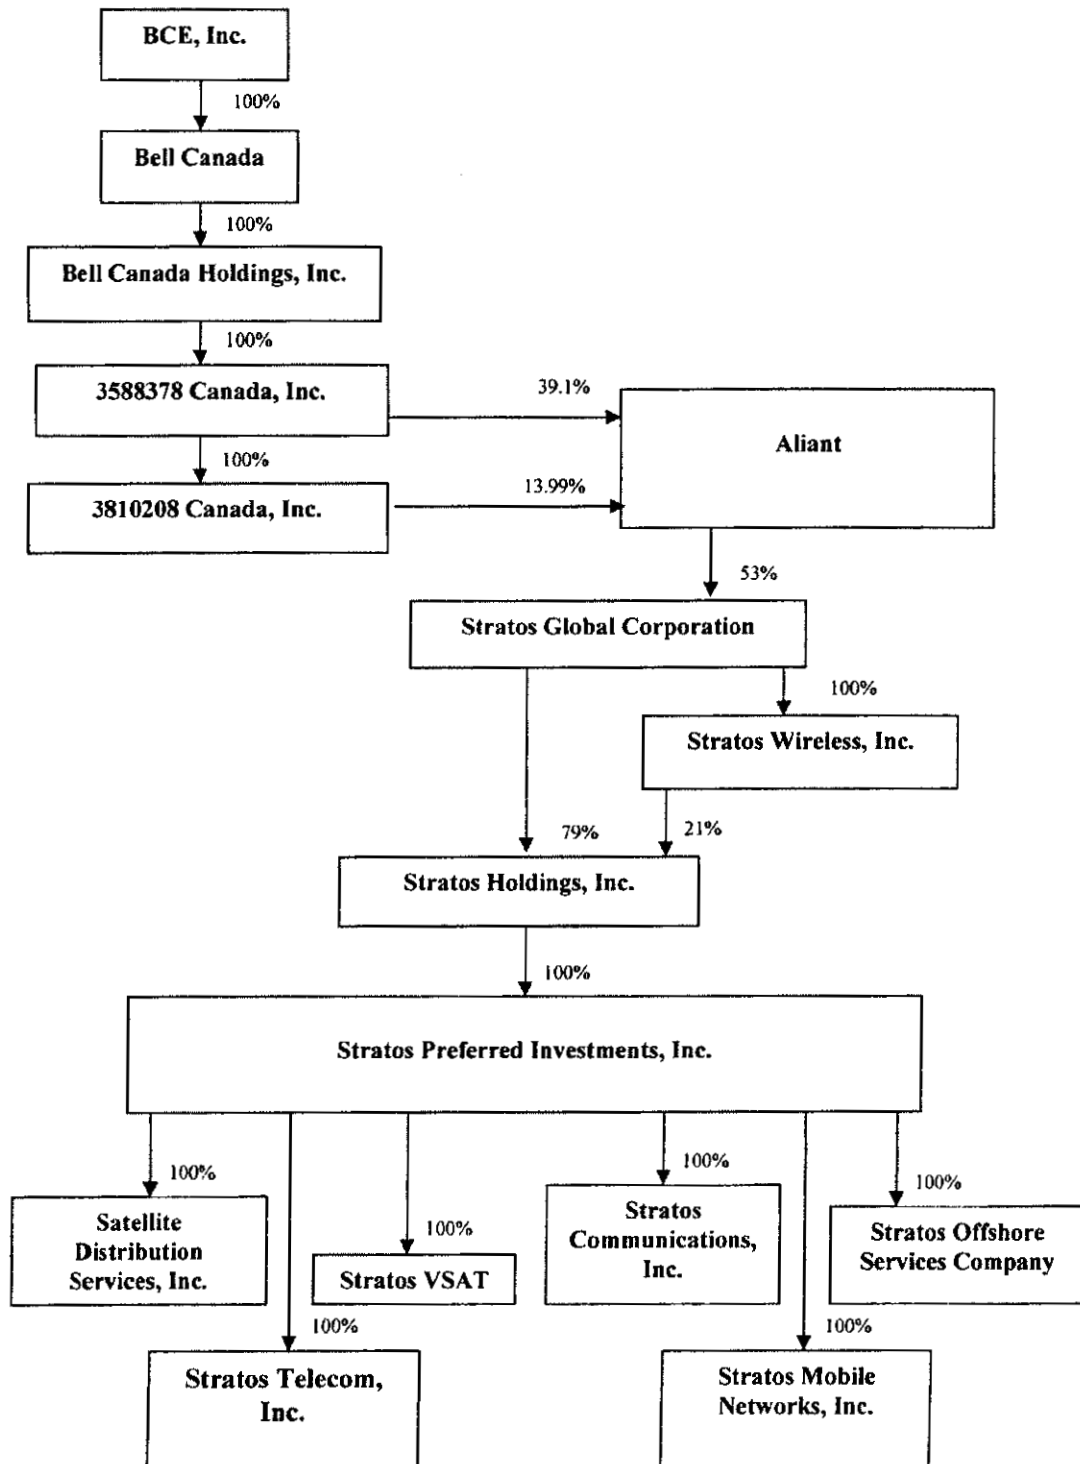 BCE, Inc.
100%
Bell Canada
100%
Bell Canada Holdings, Inc.
100%
3588378 Canada, Inc.
39.1%
Aliant
100%
3810208 Canada, Inc.
13.99%
53%
Stratos Global Corporation
100%
Stratos Wireless, Inc.
79%
21%
Stratos Holdings, Inc.
100%
Stratos Preferred Investments, Inc.
100%
Satellite
Distribution
Services, Inc.
100%
Stratos VSAT
100%
Stratos
Communications,
Inc.
100%
Stratos Offshore
Services Company
100%
Stratos Telecom,
Inc.
100%
Stratos Mobile
Networks, Inc.